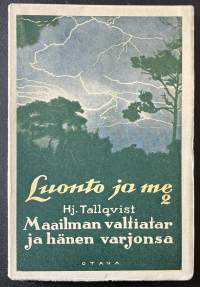 Luonto ja me
2
Hj. Tallqvist
Maailman valtiatar
ja hänen varjonsa
OTAVA